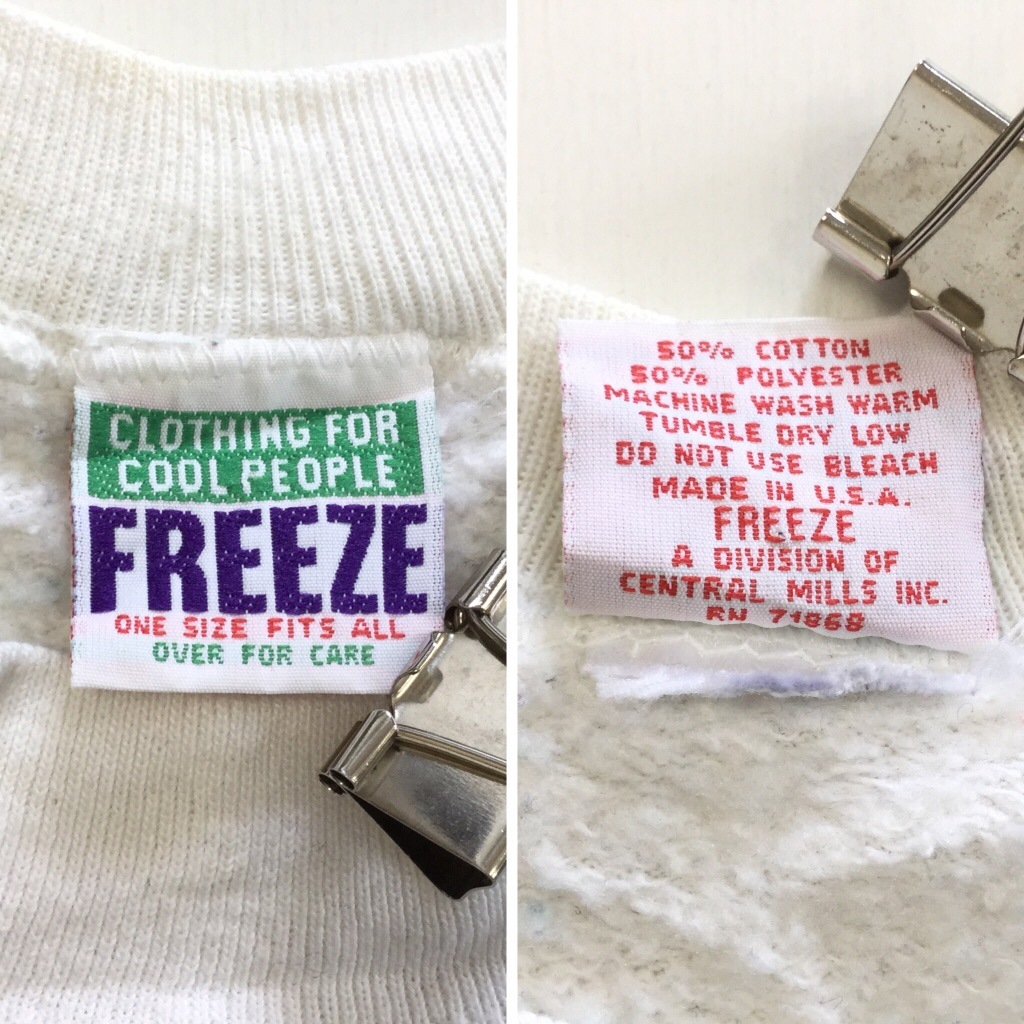 CLOTHING FOR
COOL PEOPLE
FREEZE
ONE SIZE FITS ALL
OVER FOR CARE
50% COTTON
50% POLYESTER
MACHINE WASH WARM
TUMBLE DRY LOW
DO NOT USE BLEACH
MADE IN U.S.A.
FREEZE
A DIVISION OF
CENTRAL MILLS INC.
RN 71868